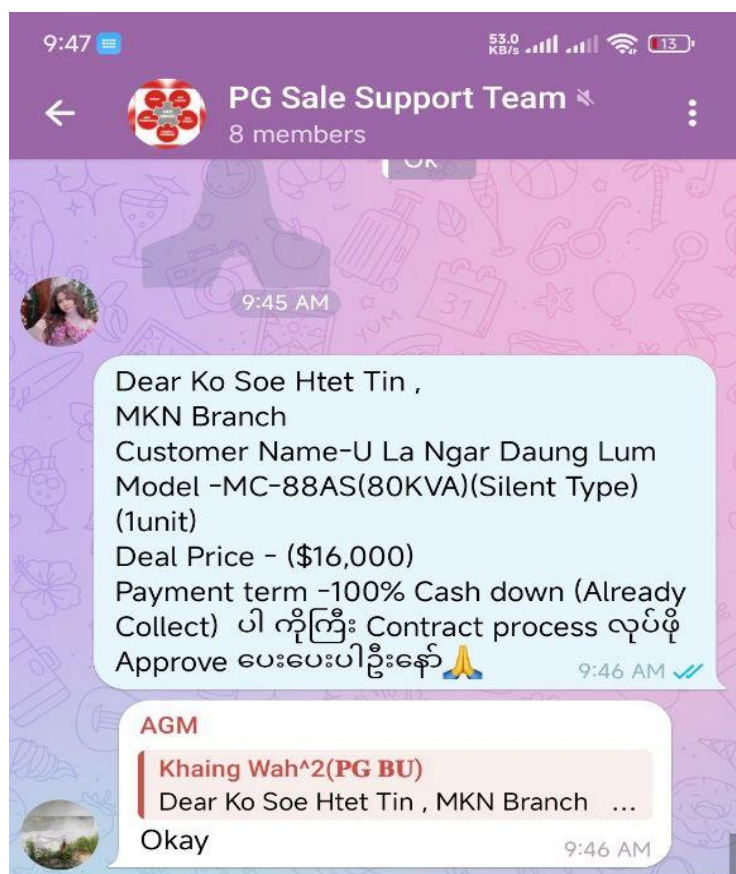 9:47
53.0
KB/s
13
PG Sale Support Team
8 members
Ok
9:45 AM
Dear Ko Soe Htet Tin ,
MKN Branch
Customer Name-U La Ngar Daung Lum
Model -MC-88AS(80KVA)(Silent Type)
(1unit)
Deal Price - ($16,000)
Payment term -100% Cash down (Already
Collect) ပါ ကိုကြီး Contract process လုပ်ဖို့
Approve ပေးပေးပါဦးနော်🙏 9:46 AM
AGM
Khaing Wah^2(PG BU)
Dear Ko Soe Htet Tin , MKN Branch ...
Okay 9:46 AM